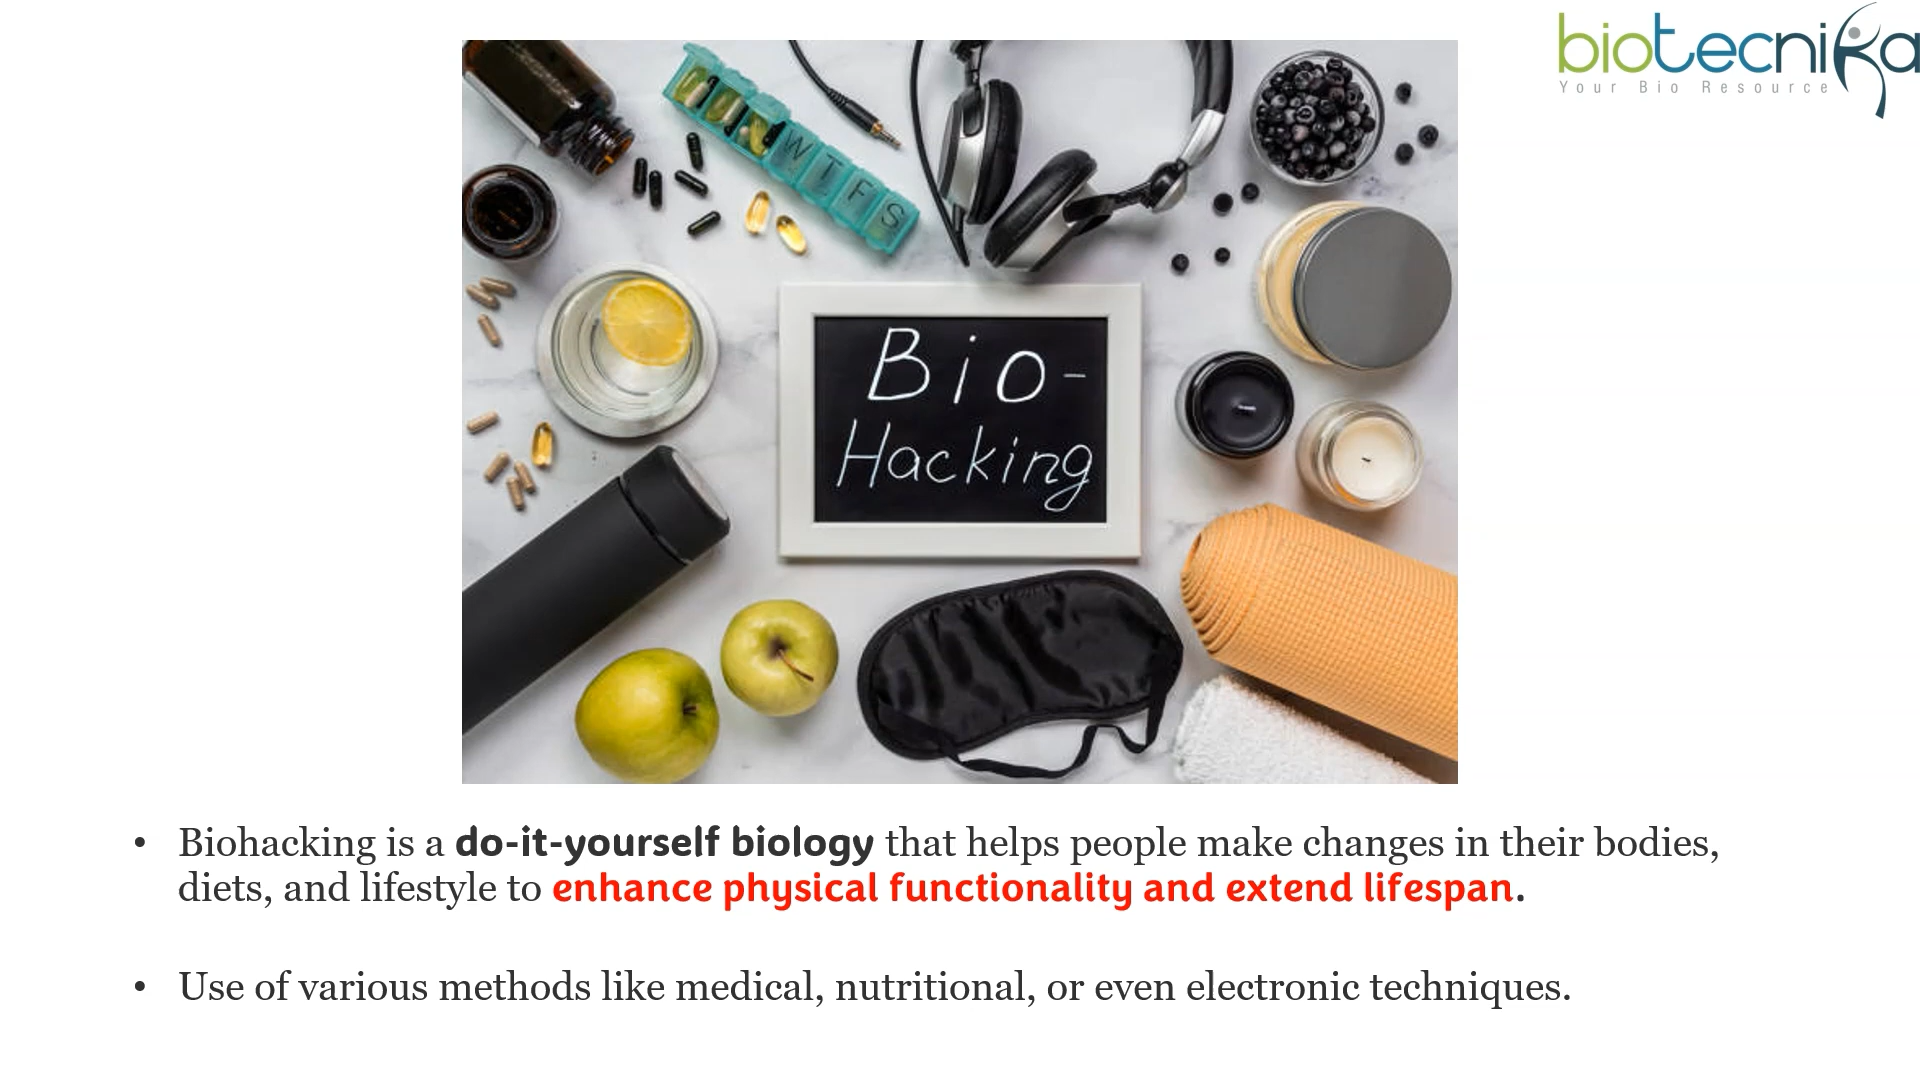 biotecnika
Your Bio Resource
W T F S
Bio-
Hacking
• Biohacking is a do-it-yourself biology that helps people make changes in their bodies,
diets, and lifestyle to enhance physical functionality and extend lifespan.
• Use of various methods like medical, nutritional, or even electronic techniques.